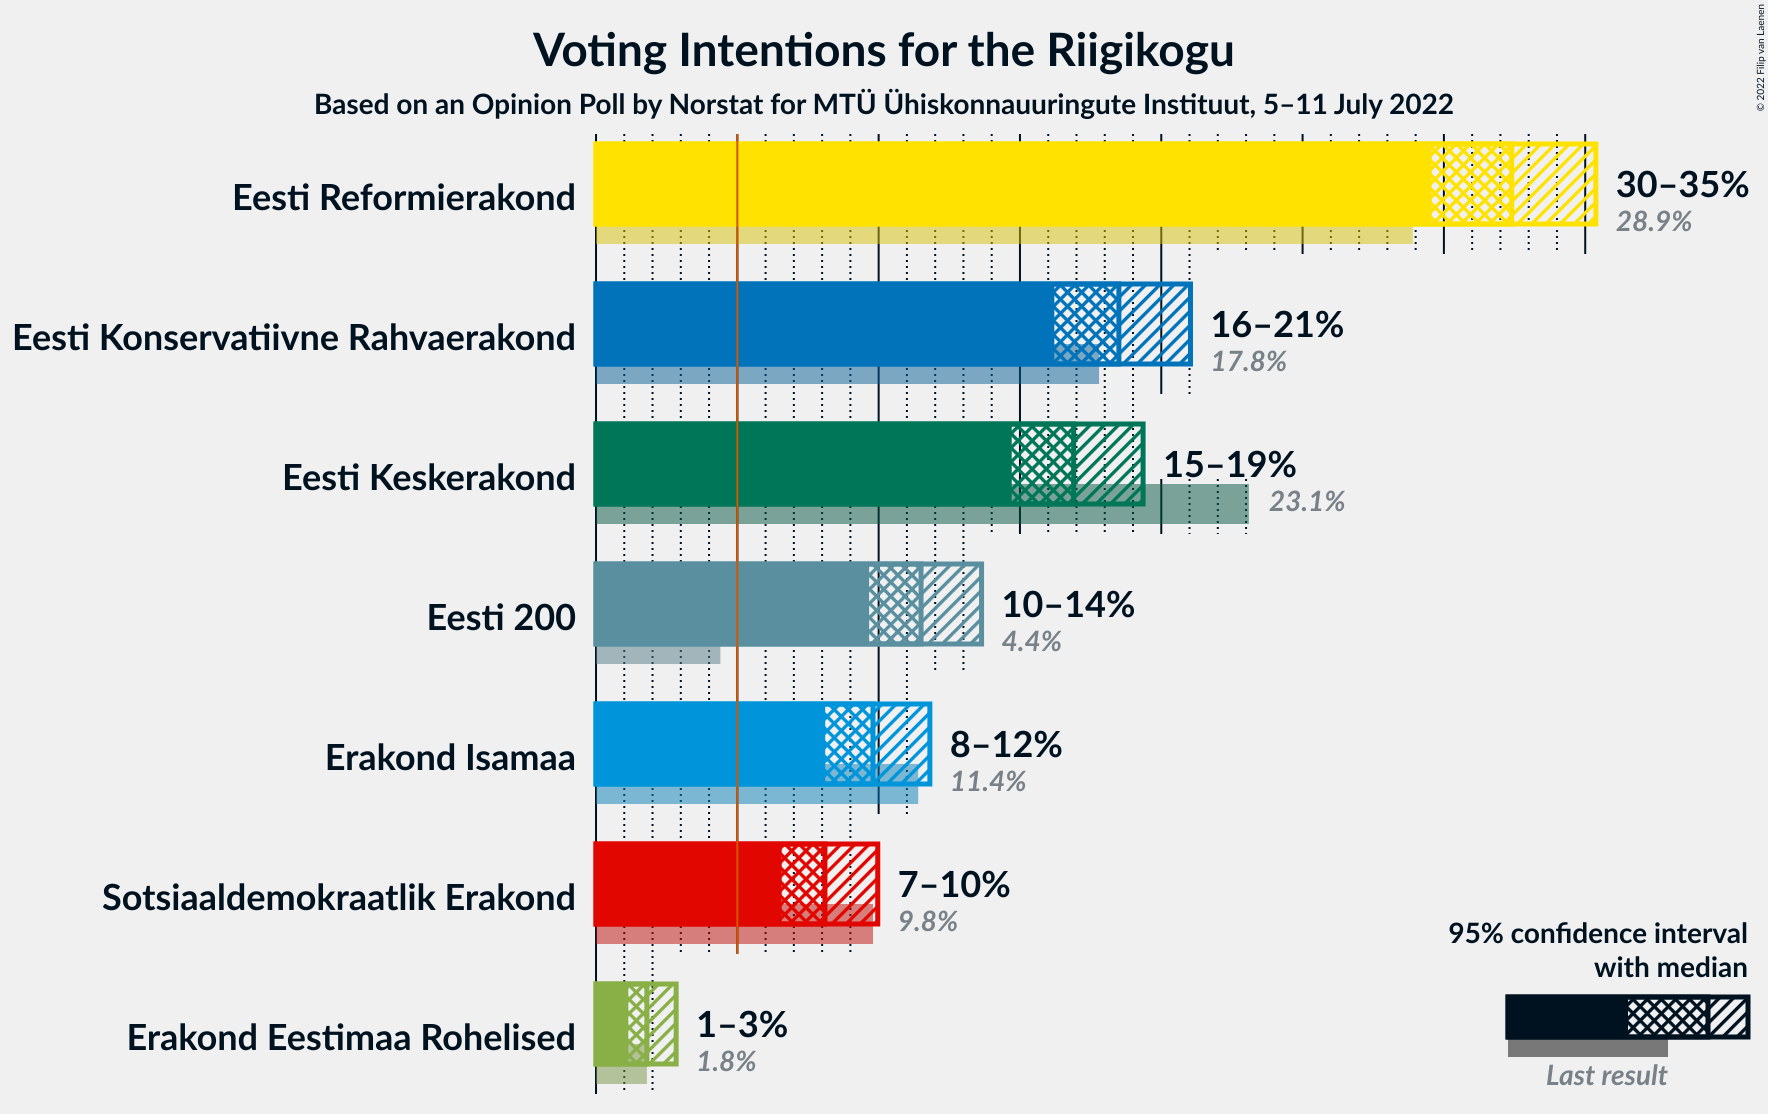 Voting Intentions for the Riigikogu
Based on an Opinion Poll by Norstat for MTÜ Ühiskonnauuringute Instituut, 5–11 July 2022
© 2022 Filip van Laenen
Eesti Reformierakond
30–35%
28.9%
Eesti Konservatiivne Rahvaerakond
16–21%
17.8%
Eesti Keskerakond
15–19%
23.1%
Eesti 200
10–14%
4.4%
Erakond Isamaa
8–12%
11.4%
Sotsiaaldemokraatlik Erakond
7–10%
9.8%
Erakond Eestimaa Rohelised
1–3%
1.8%
95% confidence interval
with median
Last result